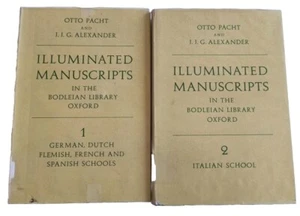 OTTO PÄCHT
AND
J. J. G. ALEXANDER
ILLUMINATED
MANUSCRIPTS
IN THE
BODLEIAN LIBRARY
OXFORD
1
GERMAN, DUTCH
FLEMISH, FRENCH AND
SPANISH SCHOOLS
OTTO PÄCHT
AND
J. J. G. ALEXANDER
ILLUMINATED
MANUSCRIPTS
IN THE
BODLEIAN LIBRARY
OXFORD
2
ITALIAN SCHOOL